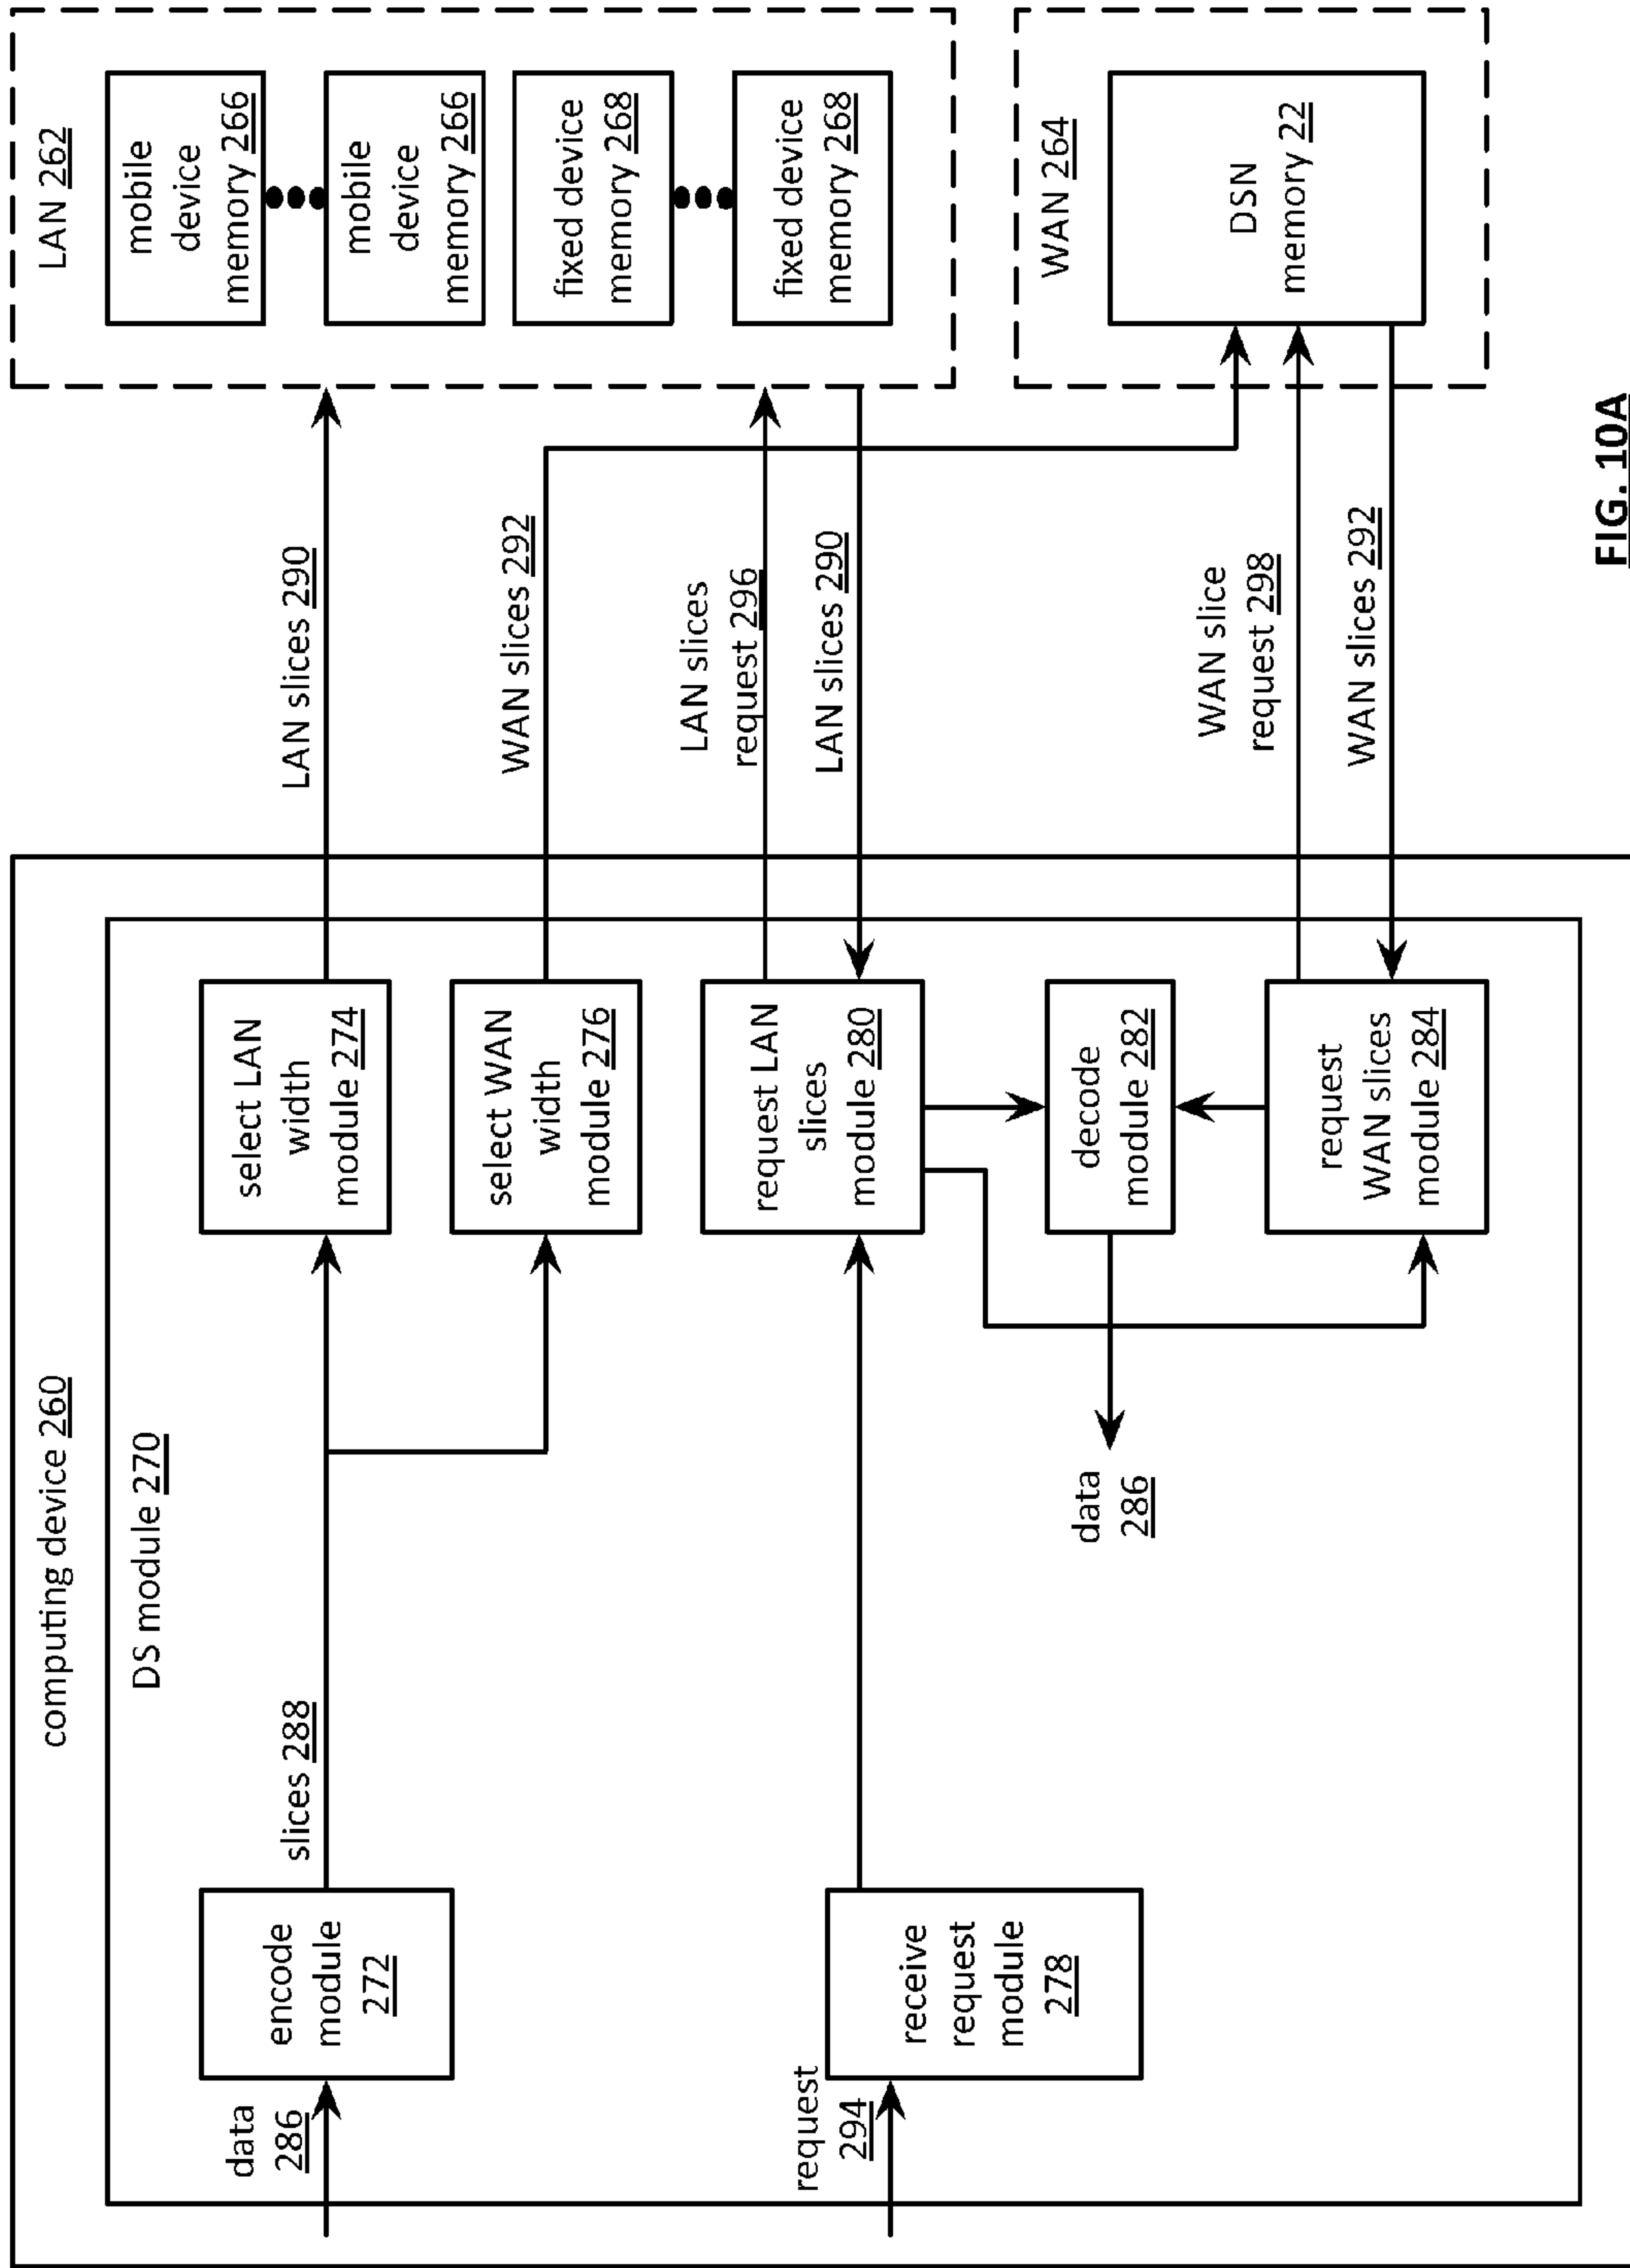 computing device 260
DS module 270
data
286
encode
module
272
slices 288
select LAN
width
module 274
select WAN
width
module 276
request
294
receive
request
module
278
request LAN
slices
module 280
decode
module 282
data
286
request
WAN slices
module 284
LAN slices 290
WAN slices 292
LAN slices
request 296
LAN slices 290
WAN slice
request 298
WAN slices 292
LAN 262
mobile
device
memory 266
mobile
device
memory 266
fixed device
memory 268
fixed device
memory 268
WAN 264
DSN
memory 22
FIG. 10A